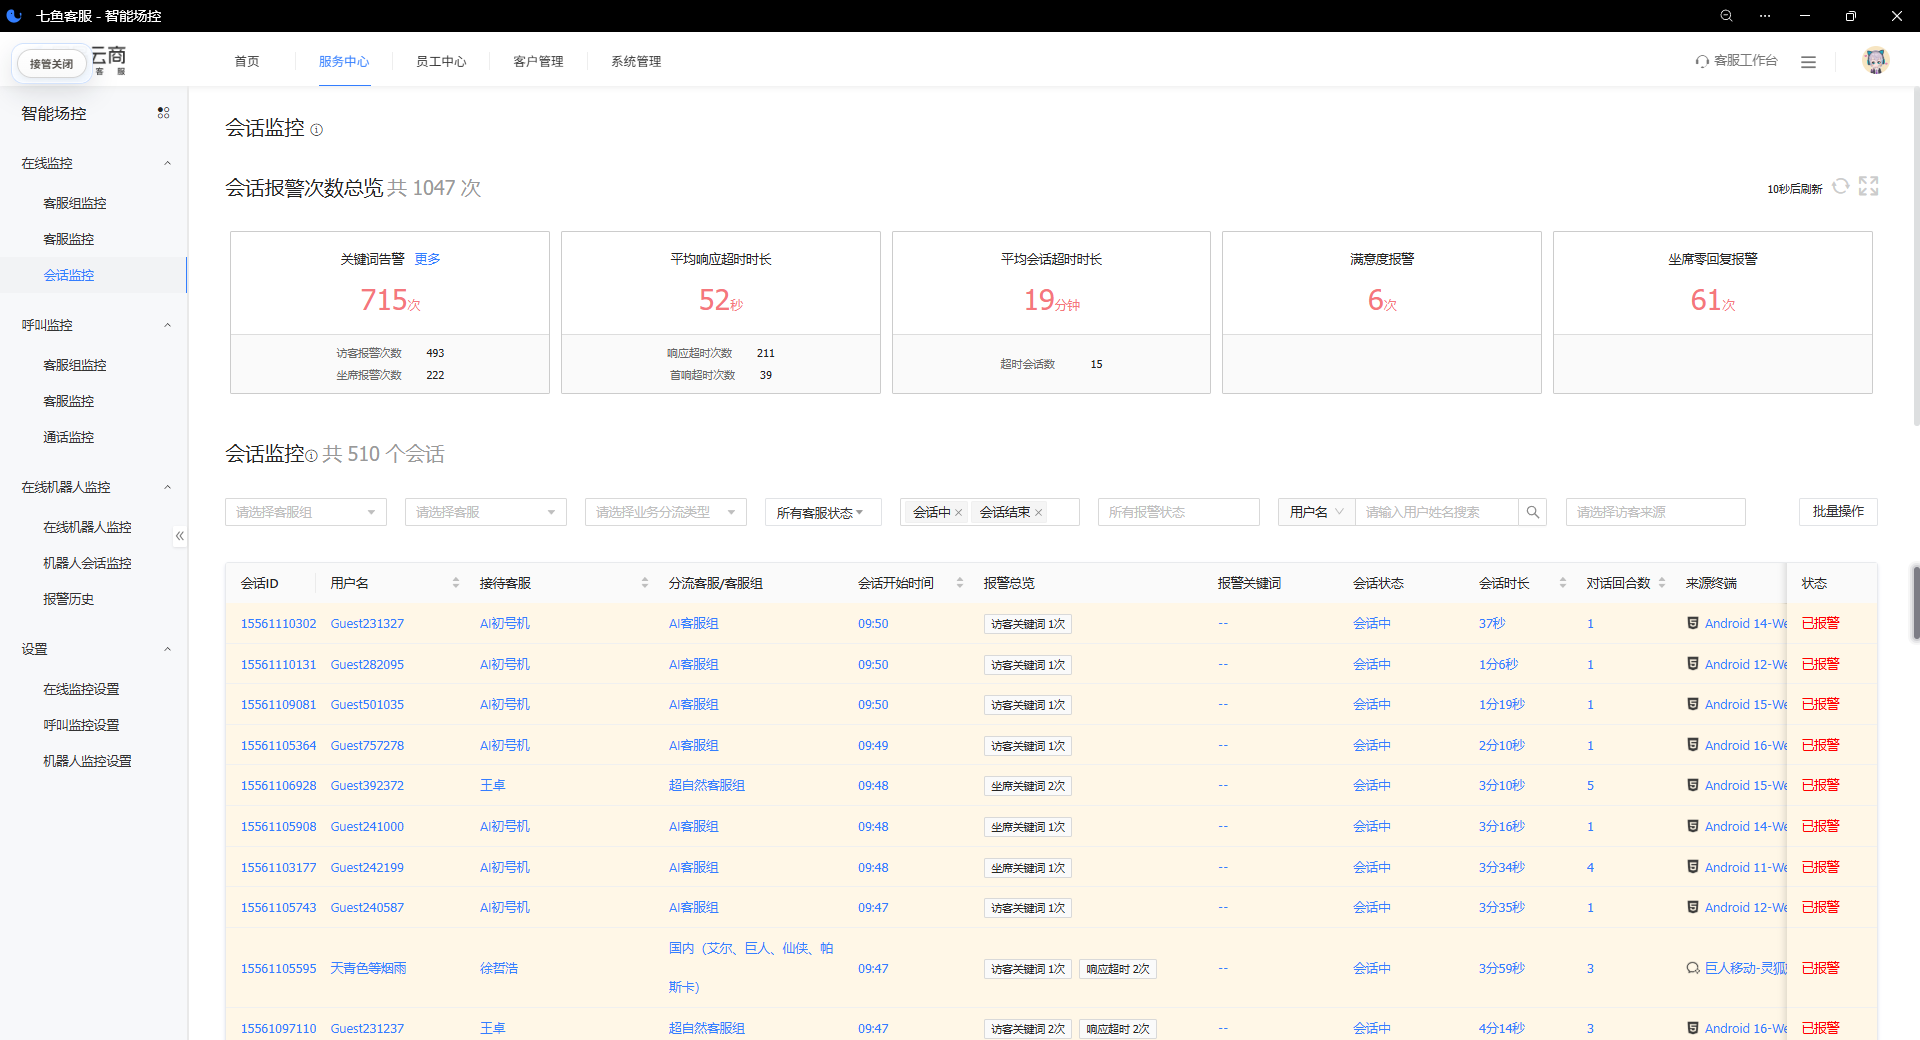 七鱼客服 - 智能场控
接管关闭
云商
客 服
首页
服务中心
员工中心
客户管理
系统管理
客服工作台
智能场控
在线监控
客服组监控
客服监控
会话监控
呼叫监控
客服组监控
客服监控
通话监控
在线机器人监控
在线机器人监控
机器人会话监控
报警历史
设置
在线监控设置
呼叫监控设置
机器人监控设置
会话监控
会话报警次数总览 共 1047 次
10秒后刷新
关键词告警 更多
715次
访客报警次数 493
坐席报警次数 222
平均响应超时时长
52秒
响应超时次数 211
首响超时次数 39
平均会话超时时长
19分钟
超时会话数 15
满意度报警
6次
坐席零回复报警
61次
会话监控 共 510 个会话
请选择客服组 请选择客服 请选择业务分流类型 所有客服状态 会话中 会话结束 所有报警状态 用户名 请输入用户姓名搜索 请选择访客来源 批量操作
会话ID 用户名 接待客服 分流客服/客服组 会话开始时间 报警总览 报警关键词 会话状态 会话时长 对话回合数 来源终端 状态
15561110302 Guest231327 AI初号机 AI客服组 09:50 访客关键词 1次 -- 会话中 37秒 1 Android 14-We 已报警
15561110131 Guest282095 AI初号机 AI客服组 09:50 访客关键词 1次 -- 会话中 1分6秒 1 Android 12-We 已报警
15561109081 Guest501035 AI初号机 AI客服组 09:50 访客关键词 1次 -- 会话中 1分19秒 1 Android 15-We 已报警
15561105364 Guest757278 AI初号机 AI客服组 09:49 访客关键词 1次 -- 会话中 2分10秒 1 Android 16-We 已报警
15561106928 Guest392372 王卓 超自然客服组 09:48 坐席关键词 2次 -- 会话中 3分10秒 5 Android 15-We 已报警
15561105908 Guest241000 AI初号机 AI客服组 09:48 坐席关键词 1次 -- 会话中 3分16秒 1 Android 14-We 已报警
15561103177 Guest242199 AI初号机 AI客服组 09:48 坐席关键词 1次 -- 会话中 3分34秒 4 Android 11-We 已报警
15561105743 Guest240587 AI初号机 AI客服组 09:47 访客关键词 1次 -- 会话中 3分35秒 1 Android 12-We 已报警
15561105595 天青色等烟雨 徐哲浩 国内（艾尔、巨人、仙侠、帕斯卡） 09:47 访客关键词 1次 响应超时 2次 -- 会话中 3分59秒 3 巨人移动-灵狐 已报警
15561097110 Guest231237 王卓 超自然客服组 09:47 访客关键词 2次 响应超时 2次 -- 会话中 4分14秒 3 Android 16-We 已报警